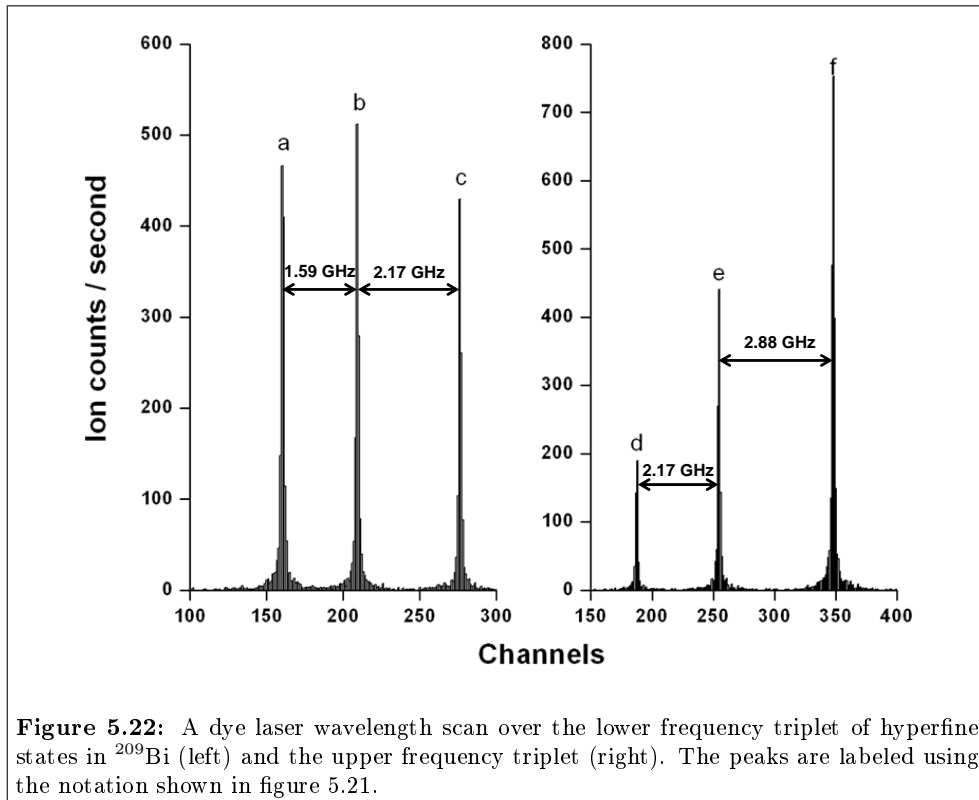 600
500
400
300
200
100
0
100
150
200
250
300
a
b
c
1.59 GHz
2.17 GHz
Ion counts / second
800
700
600
500
400
300
200
100
0
150
200
250
300
350
400
d
e
f
2.17 GHz
2.88 GHz
Channels
Figure 5.22: A dye laser wavelength scan over the lower frequency triplet of hyperfine
states in ²⁰⁹Bi (left) and the upper frequency triplet (right). The peaks are labeled using
the notation shown in figure 5.21.